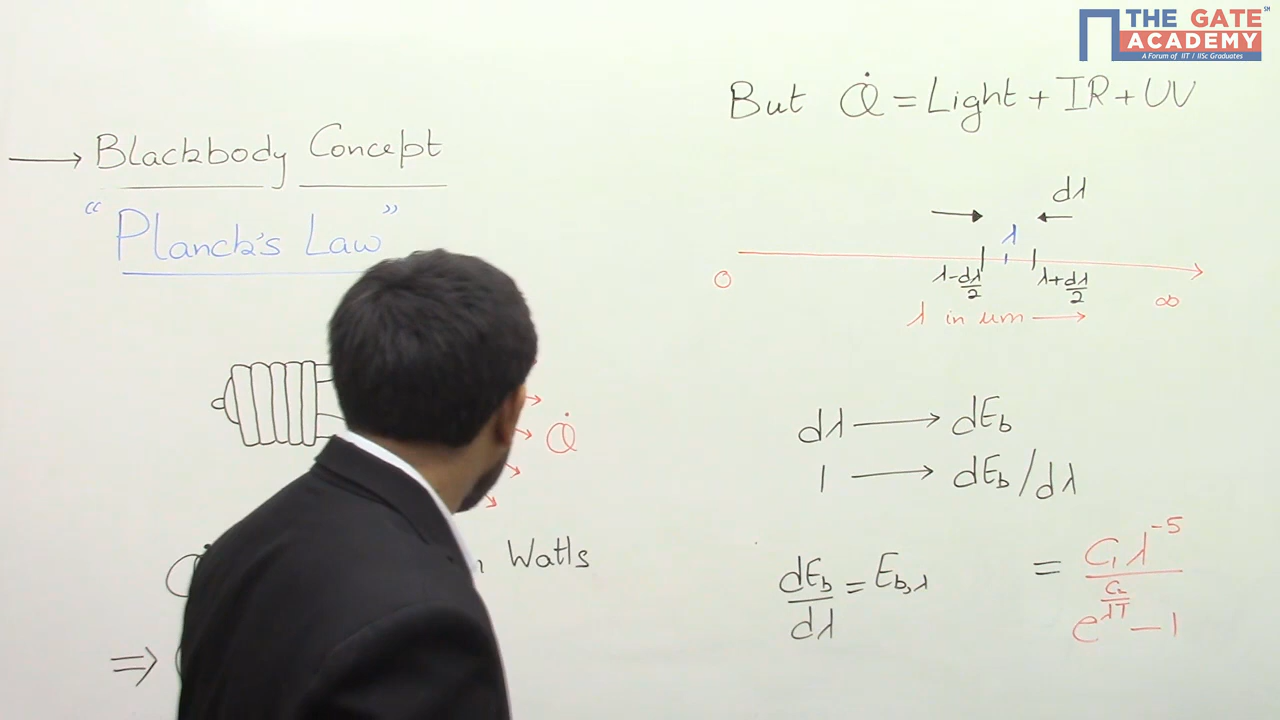 THE GATE
ACADEMY
A Forum of IIT / IISc Graduates
→ Blackbody Concept
"Planck's Law"
Q̇
Watts
⇒
But Q̇ = Light + IR + UV
dλ
λ
λ-dλ/2 λ+dλ/2
0 ∞
λ in μm →
dλ → dEb
1 → dEb/dλ
dEb/dλ = Eb,λ = C₁λ⁻⁵/(e^(C₂/λT) - 1)